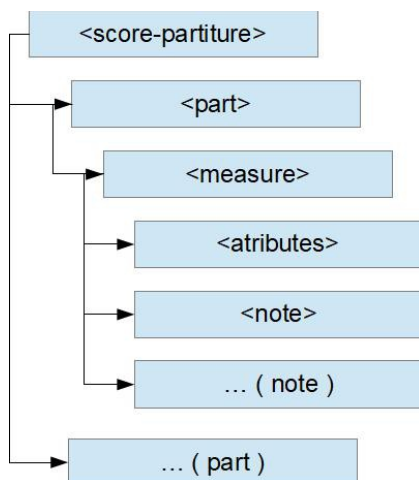 <score-partiture>
<part>
<measure>
<atributes>
<note>
... ( note )
... ( part )